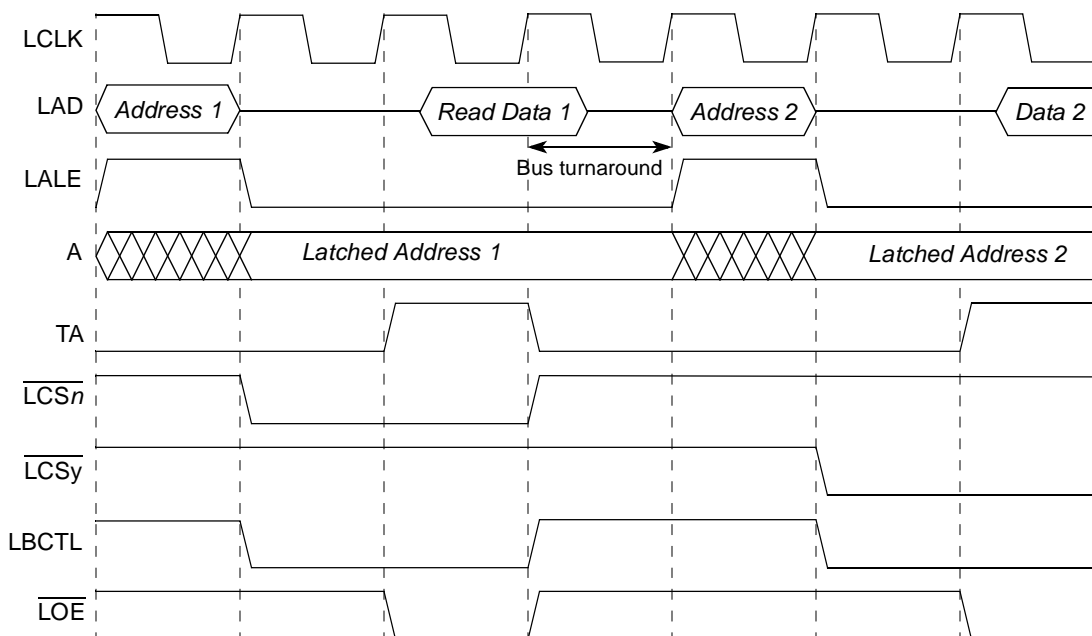 LCLK
LAD Address 1 Read Data 1 Address 2 Data 2
Bus turnaround
LALE
A Latched Address 1 Latched Address 2
TA
LCSn
LCSy
LBCTL
LOE